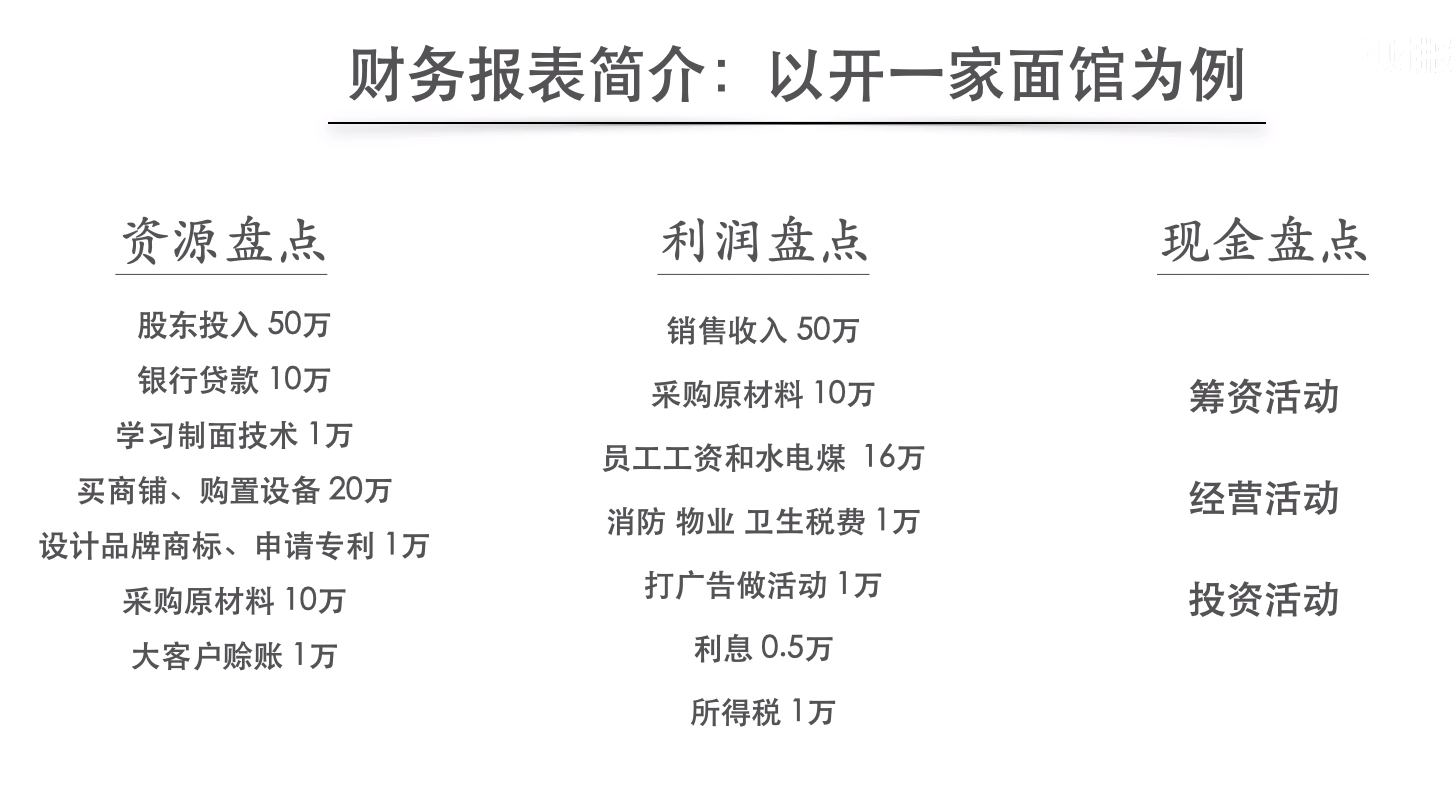 财务报表简介：以开一家面馆为例
资源盘点
股东投入 50万
银行贷款 10万
学习制面技术 1万
买商铺、购置设备 20万
设计品牌商标、申请专利 1万
采购原材料 10万
大客户赊账 1万
利润盘点
销售收入 50万
采购原材料 10万
员工工资和水电煤 16万
消防 物业 卫生税费 1万
打广告做活动 1万
利息 0.5万
所得税 1万
现金盘点
筹资活动
经营活动
投资活动